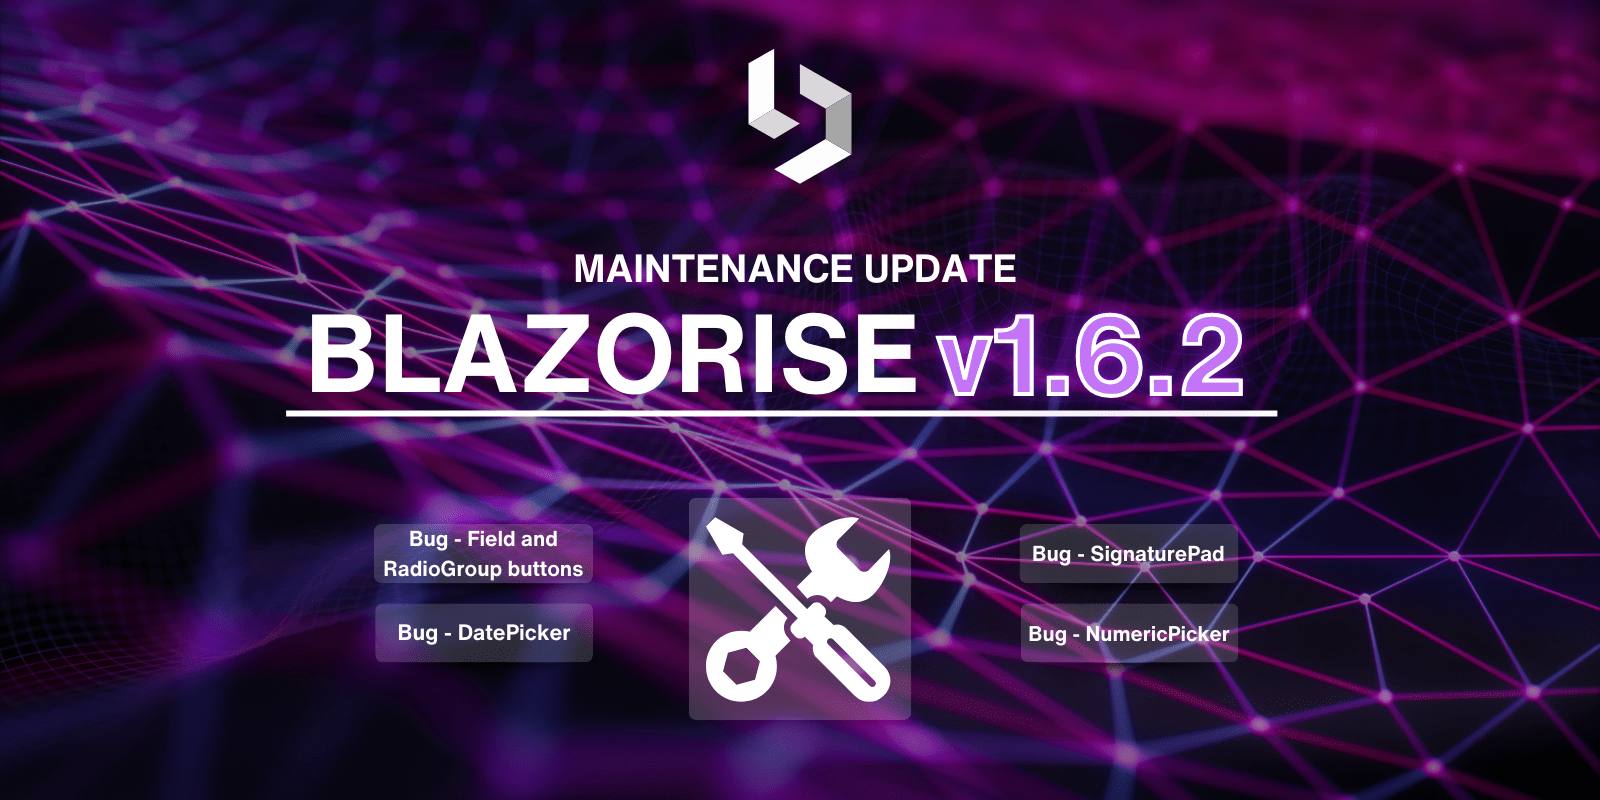 MAINTENANCE UPDATE
BLAZORISE v1.6.2
Bug - Field and
RadioGroup buttons
Bug - DatePicker
Bug - SignaturePad
Bug - NumericPicker